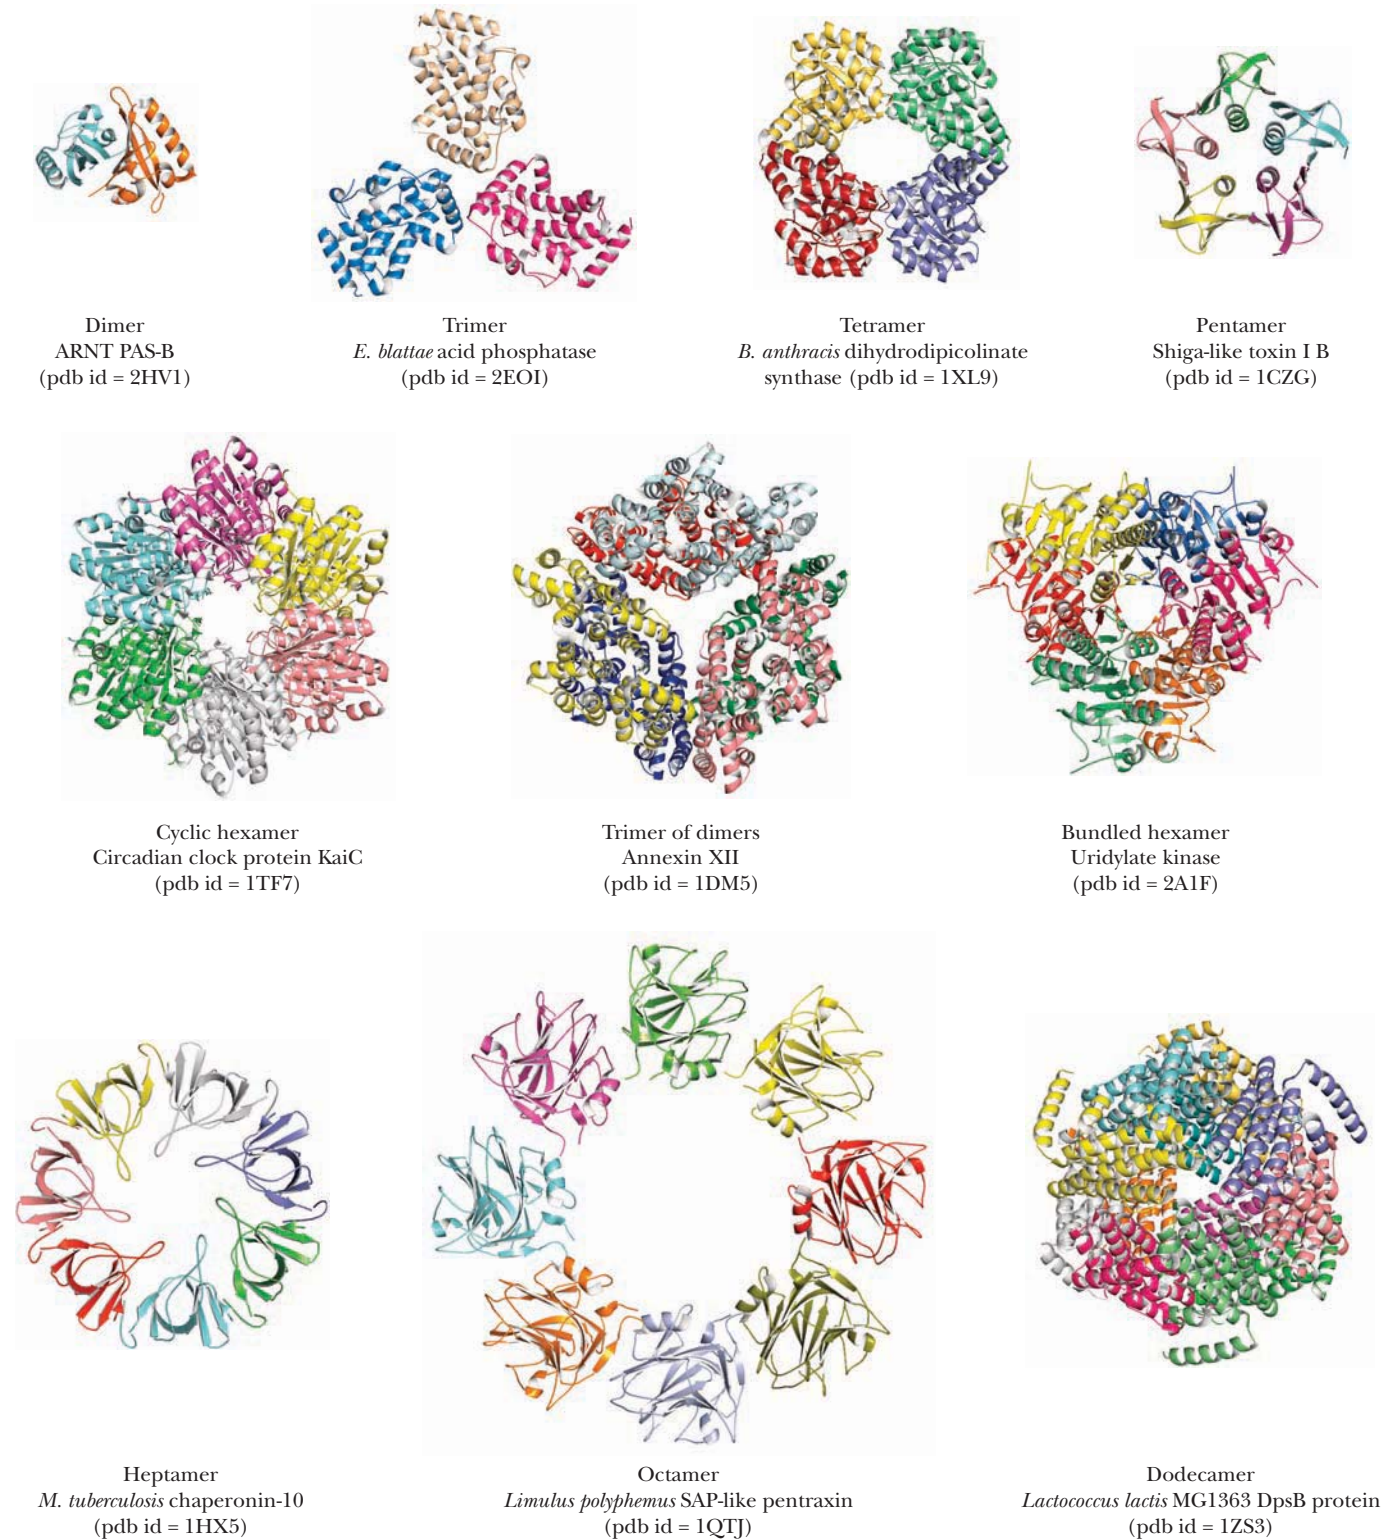 Dimer
ARNT PAS-B
(pdb id = 2HV1)
Trimer
E. blattae acid phosphatase
(pdb id = 2EOI)
Tetramer
B. anthracis dihydrodipicolinate
synthase (pdb id = 1XL9)
Pentamer
Shiga-like toxin I B
(pdb id = 1CZG)
Cyclic hexamer
Circadian clock protein KaiC
(pdb id = 1TF7)
Trimer of dimers
Annexin XII
(pdb id = 1DM5)
Bundled hexamer
Uridylate kinase
(pdb id = 2A1F)
Heptamer
M. tuberculosis chaperonin-10
(pdb id = 1HX5)
Octamer
Limulus polyphemus SAP-like pentraxin
(pdb id = 1QTJ)
Dodecamer
Lactococcus lactis MG1363 DpsB protein
(pdb id = 1ZS3)